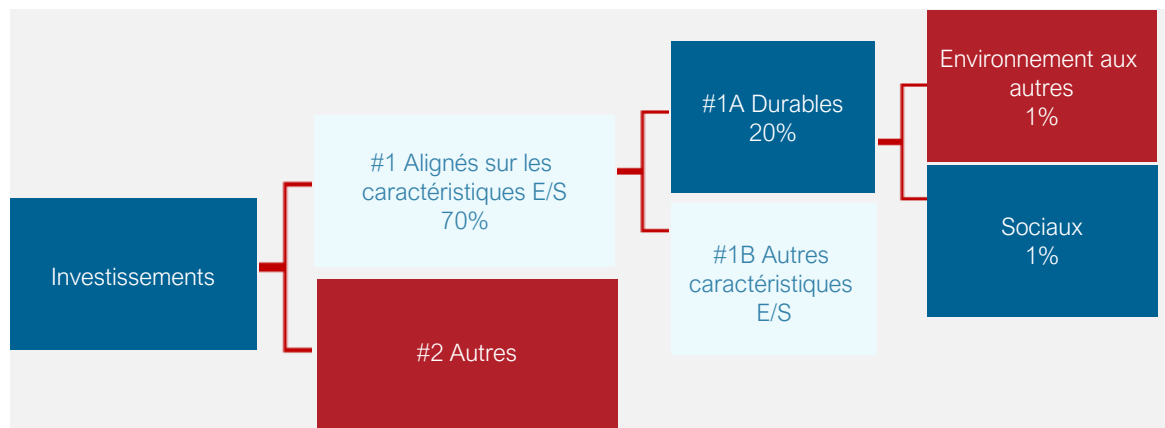 Investissements
#1 Alignés sur les
caractéristiques E/S
70%
#2 Autres
#1A Durables
20%
#1B Autres
caractéristiques
E/S
Environnement aux
autres
1%
Sociaux
1%